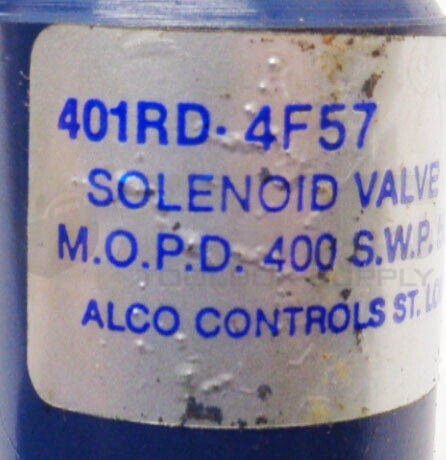 401RD- 4F57
SOLENOID VALVE
M.O.P.D. 400 S.W.P.
ALCO CONTROLS ST.